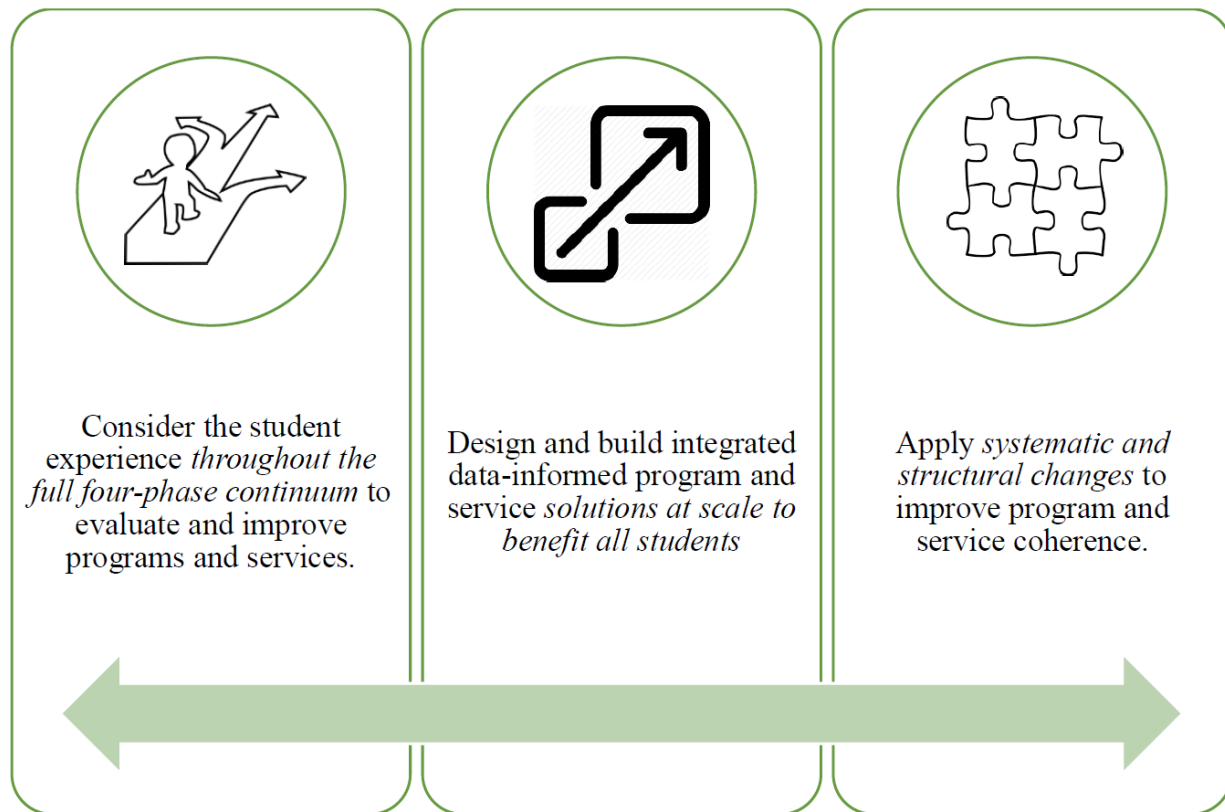 Consider the student
experience throughout the
full four-phase continuum to
evaluate and improve
programs and services.
Design and build integrated
data-informed program and
service solutions at scale to
benefit all students
Apply systematic and
structural changes to
improve program and
service coherence.